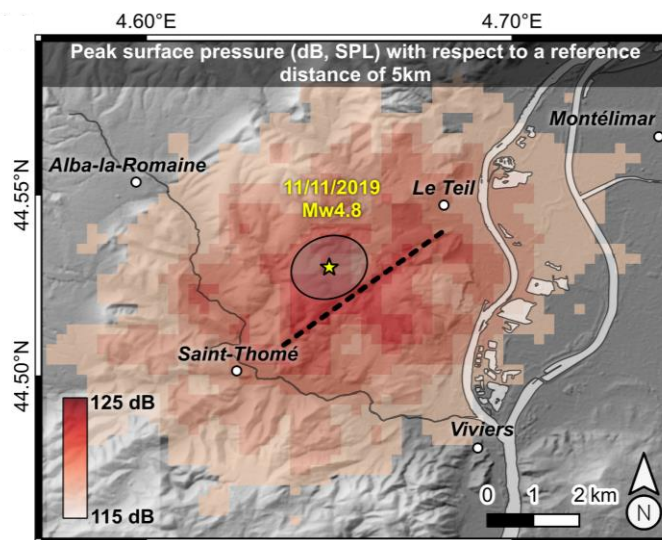 4.60°E
4.70°E
Peak surface pressure (dB, SPL) with respect to a reference
distance of 5km
Montélimar
Alba-la-Romaine
44.55°N
11/11/2019
Mw4.8
Le Teil
Saint-Thomé
44.50°N
125 dB
Viviers
115 dB
0 1 2 km
N